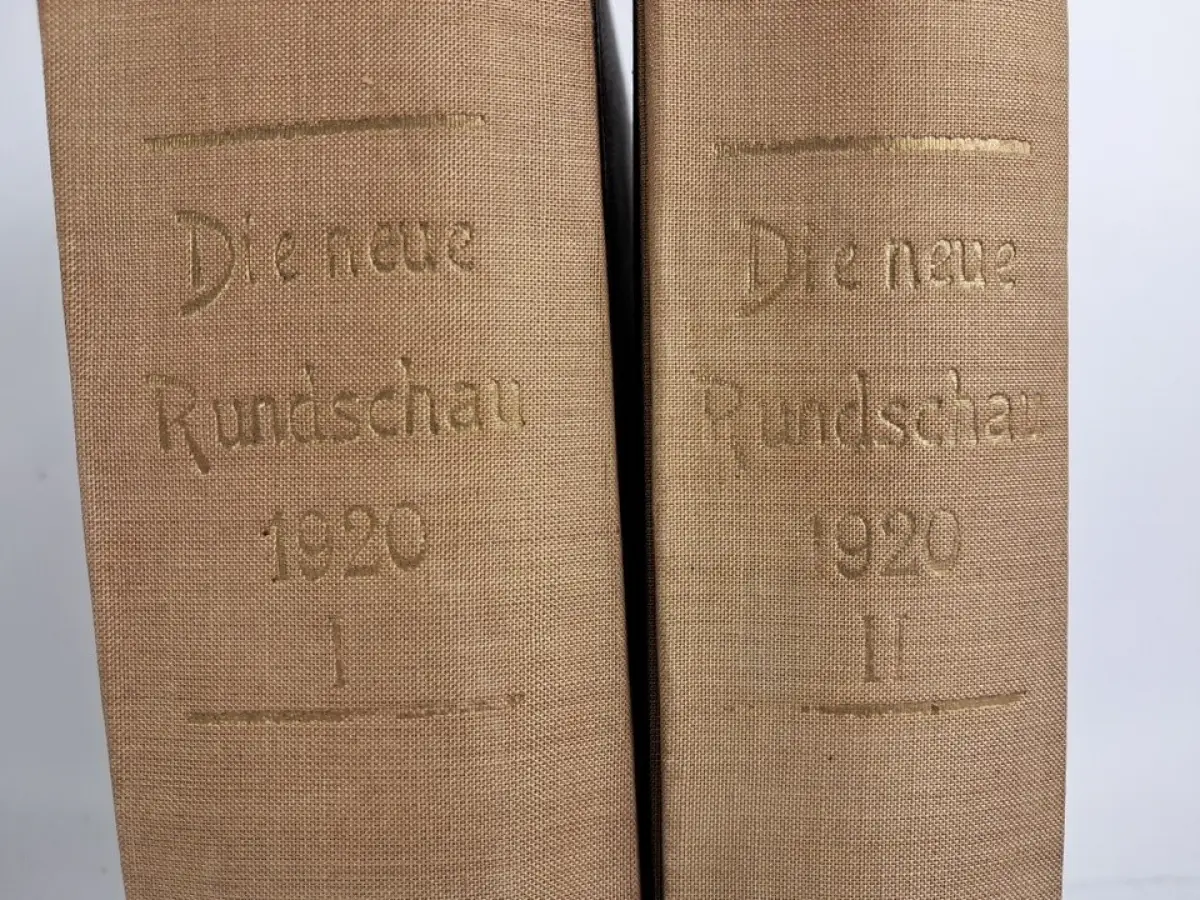 Die neue
Rundschau
1920
I
Die neue
Rundschau
1920
II